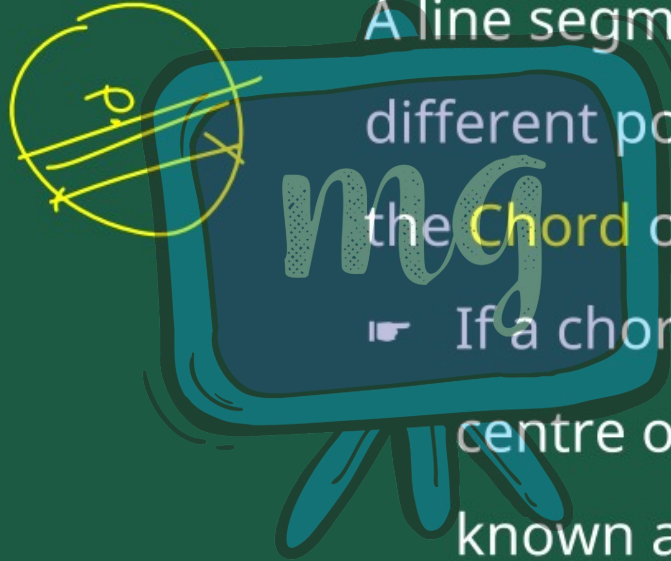 A line segm
different po
the Chord o
☛ If a chor
centre o
known a
mg